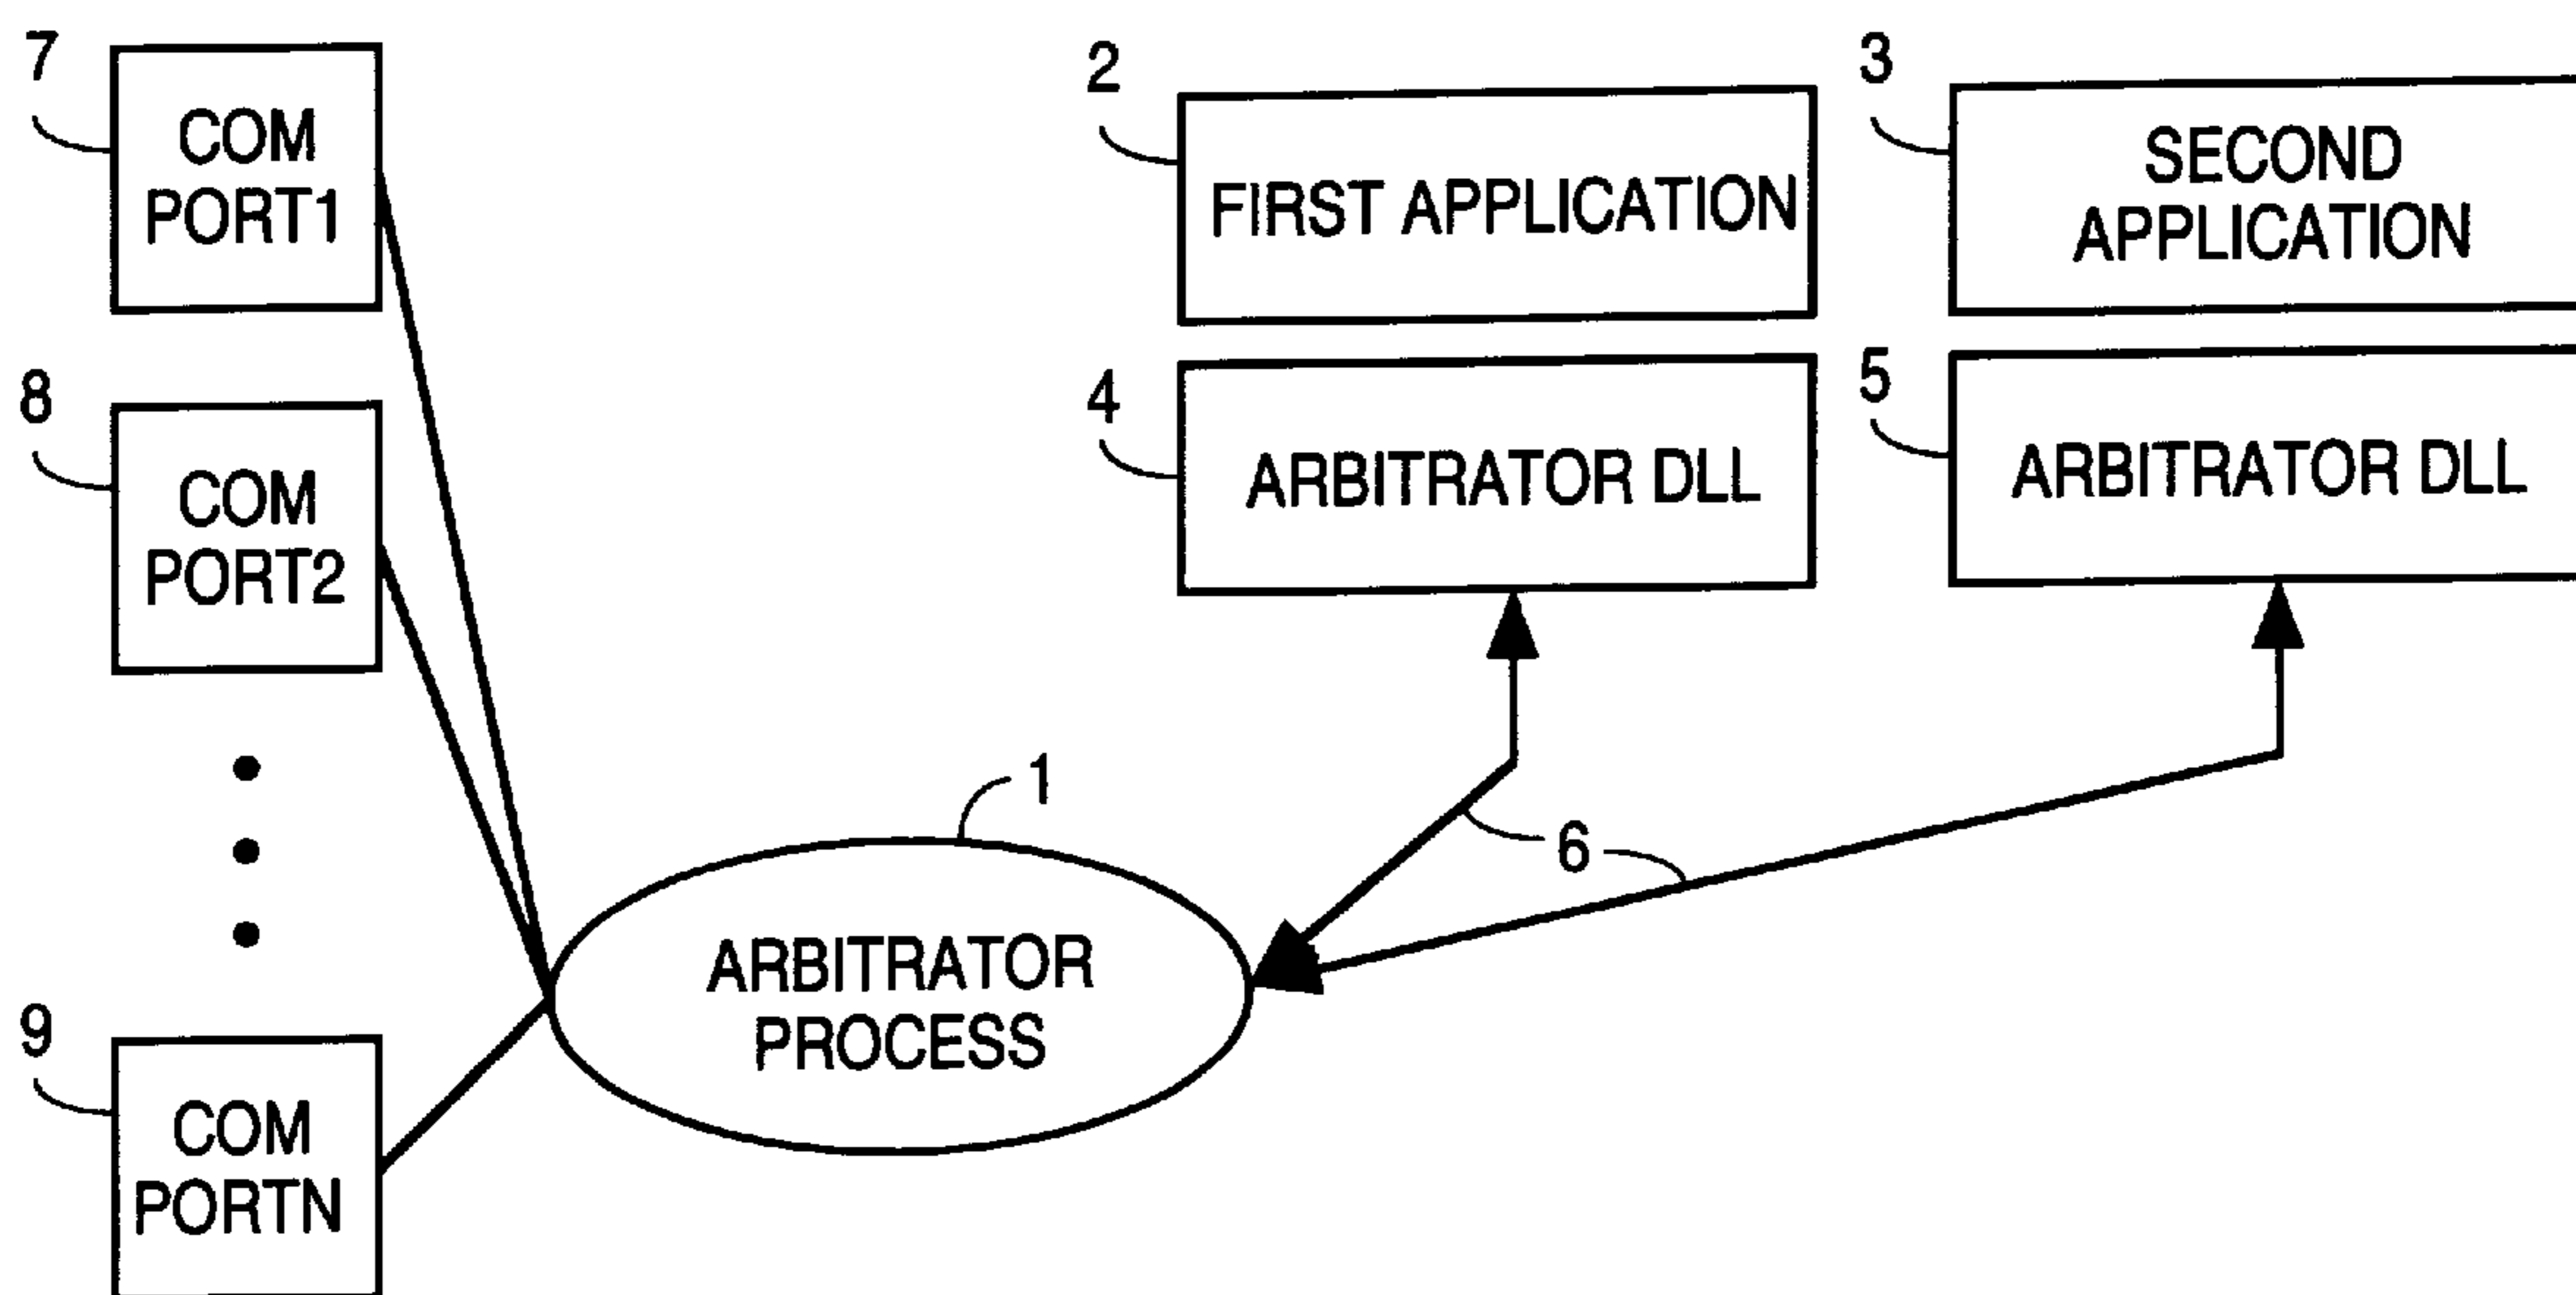 7
COM
PORT1
2
FIRST APPLICATION
3
SECOND
APPLICATION
8
COM
PORT2
4
ARBITRATOR DLL
5
ARBITRATOR DLL
1
6
ARBITRATOR
PROCESS
9
COM
PORTN